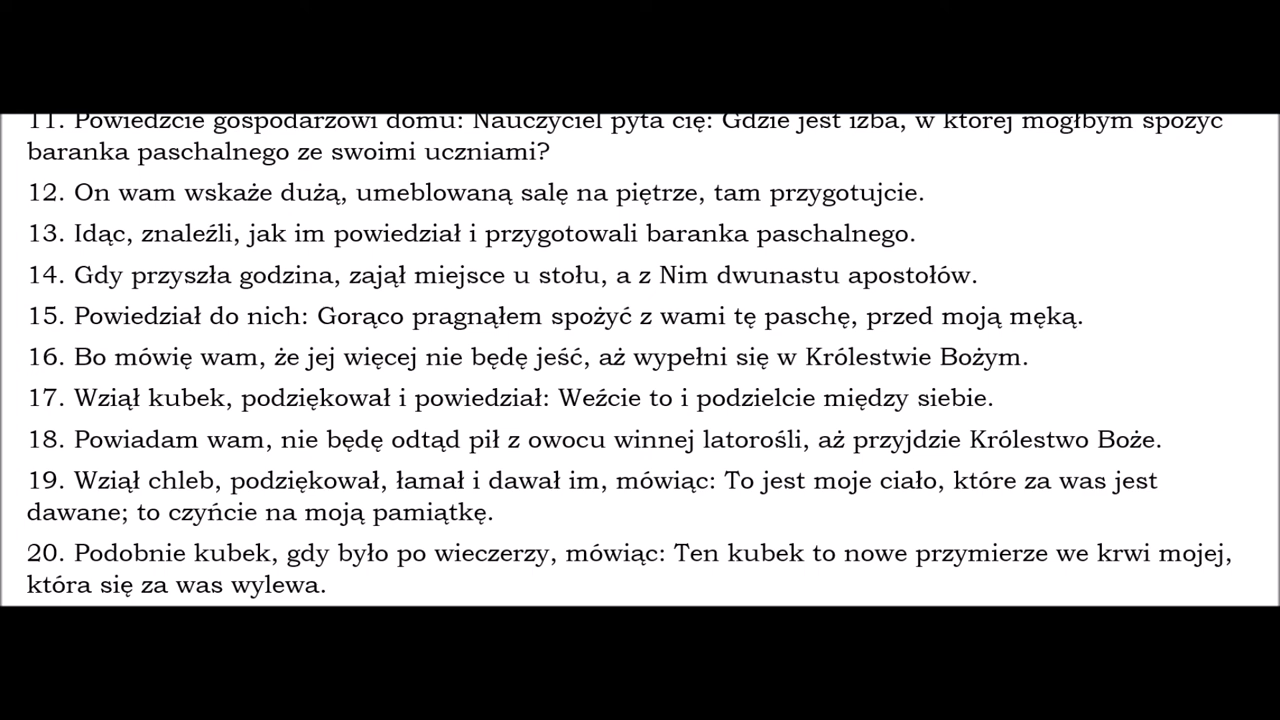 11. Powiedzcie gospodarzowi domu: Nauczyciel pyta cię: Gdzie jest izba, w której mógłbym spożyć
baranka paschalnego ze swoimi uczniami?
12. On wam wskaże dużą, umeblowaną salę na piętrze, tam przygotujcie.
13. Idąc, znaleźli, jak im powiedział i przygotowali baranka paschalnego.
14. Gdy przyszła godzina, zajął miejsce u stołu, a z Nim dwunastu apostołów.
15. Powiedział do nich: Gorąco pragnąłem spożyć z wami tę paschę, przed moją męką.
16. Bo mówię wam, że jej więcej nie będę jeść, aż wypełni się w Królestwie Bożym.
17. Wziął kubek, podziękował i powiedział: Weźcie to i podzielcie między siebie.
18. Powiadam wam, nie będę odtąd pił z owocu winnej latorośli, aż przyjdzie Królestwo Boże.
19. Wziął chleb, podziękował, łamał i dawał im, mówiąc: To jest moje ciało, które za was jest
dawane; to czyńcie na moją pamiątkę.
20. Podobnie kubek, gdy było po wieczerzy, mówiąc: Ten kubek to nowe przymierze we krwi mojej,
która się za was wylewa.